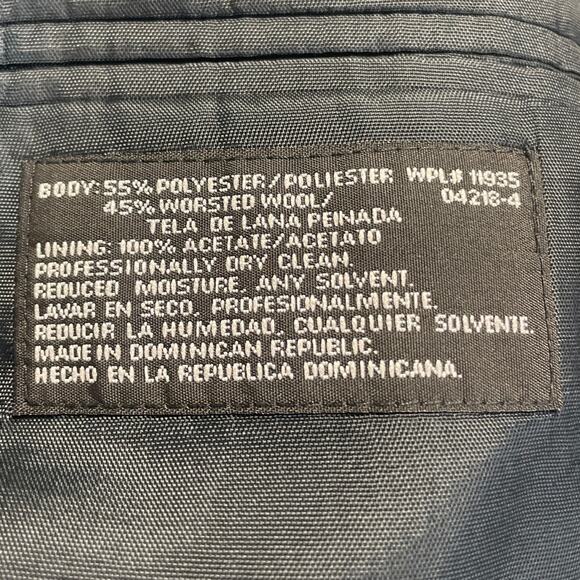 BODY: 55% POLYESTER/POLIESTER WPL# 11935
45% WORSTED WOOL/ 04218-4
TELA DE LANA PEINADA
LINING: 100% ACETATE/ACETATO
PROFESSIONALLY DRY CLEAN.
REDUCED MOISTURE. ANY SOLVENT.
LAVAR EN SECO. PROFESIONALMENTE.
REDUCIR LA HUMEDAD. CUALQUIER SOLVENTE.
MADE IN DOMINICAN REPUBLIC.
HECHO EN LA REPUBLICA DOMINICANA.